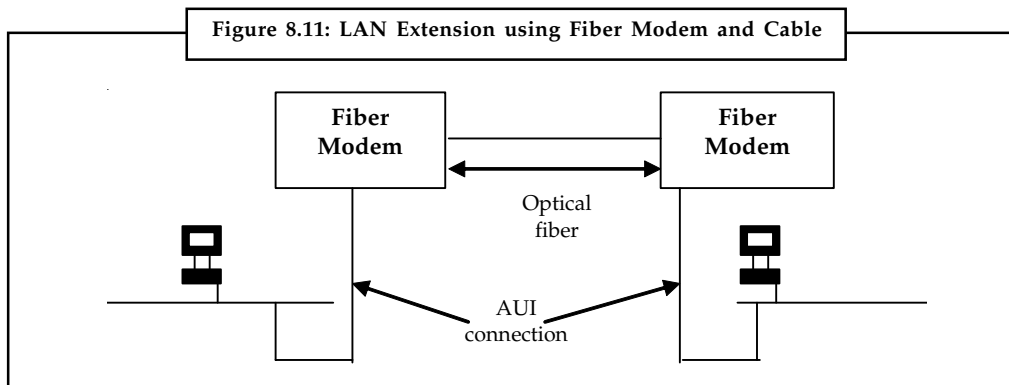 Figure 8.11: LAN Extension using Fiber Modem and Cable
Fiber
Modem
Fiber
Modem
Optical
fiber
AUI
connection